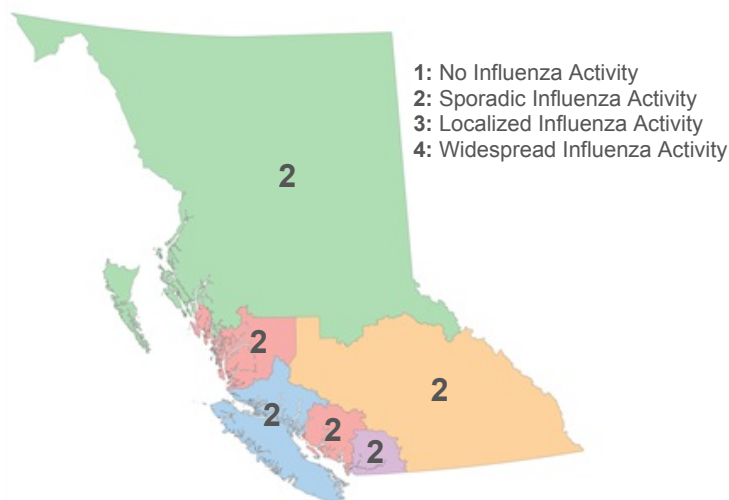 1: No Influenza Activity
2: Sporadic Influenza Activity
3: Localized Influenza Activity
4: Widespread Influenza Activity
2
2
2
2
2
2